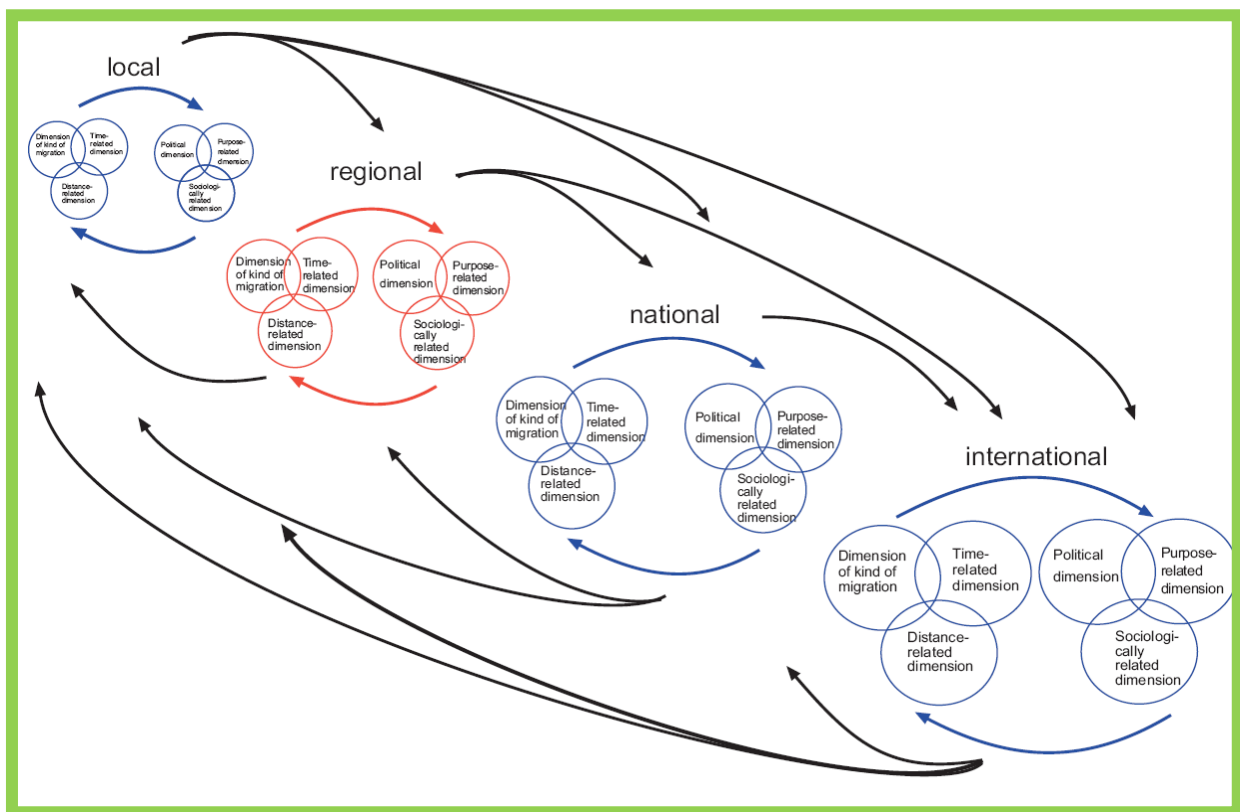 local
Dimension
of kind of
migration
Time-
related
dimension
Distance-
related
dimension
Political
dimension
Purpose-
related
dimension
Sociologi-
cally
related
dimension
regional
Dimension
of kind of
migration
Time-
related
dimension
Distance-
related
dimension
Political
dimension
Purpose-
related
dimension
Sociologi-
cally
related
dimension
national
Dimension
of kind of
migration
Time-
related
dimension
Distance-
related
dimension
Political
dimension
Purpose-
related
dimension
Sociologi-
cally
related
dimension
international
Dimension
of kind of
migration
Time-
related
dimension
Distance-
related
dimension
Political
dimension
Purpose-
related
dimension
Sociologi-
cally
related
dimension